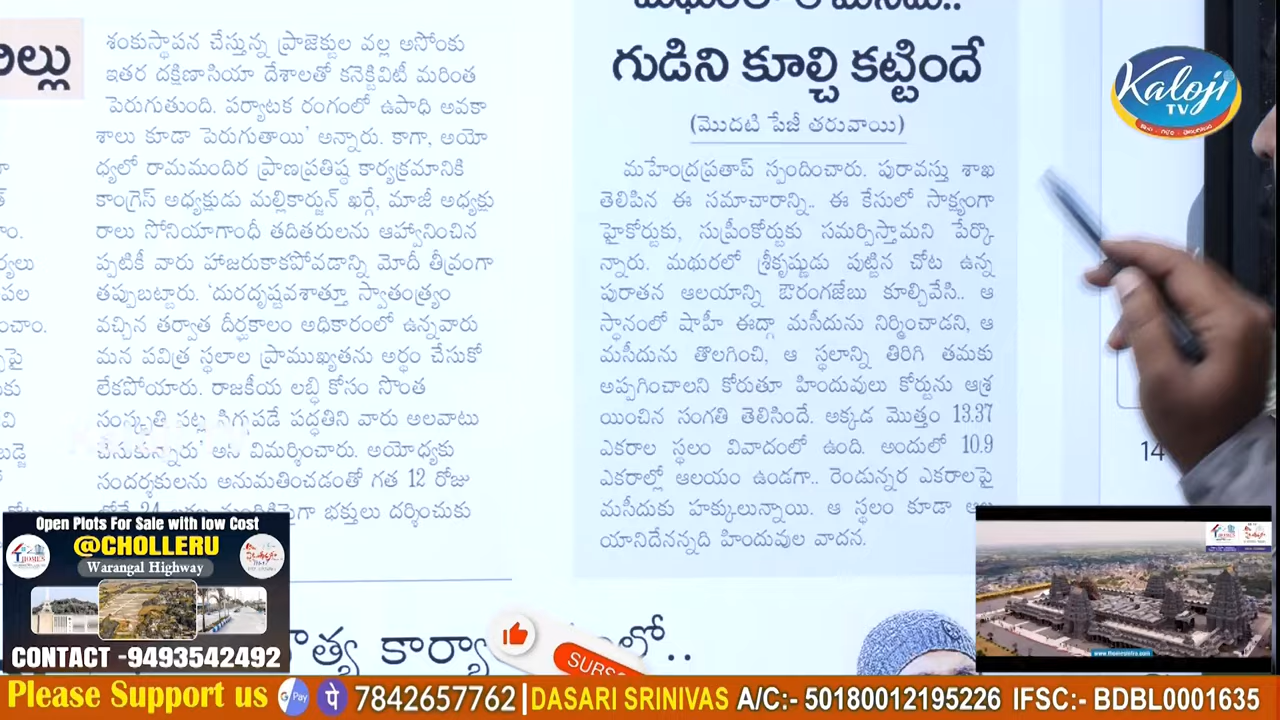 శంకుస్థాపన చేస్తున్న ప్రాజెక్టుల వల్ల అసోంకు
ఇతర దక్షిణాసియా దేశాలతో కనెక్టివిటీ మరింత
పెరుగుతుంది. పర్యాటక రంగంలో ఉపాధి అవకా
శాలు కూడా పెరుగుతాయి' అన్నారు. కాగా, అయో
ధ్యలో రామమందిర ప్రాణప్రతిష్ఠ కార్యక్రమానికి
కాంగ్రెస్ అధ్యక్షుడు మల్లికార్జున్ ఖర్గే, మాజీ అధ్యక్షు
రాలు సోనియాగాంధీ తదితరులను ఆహ్వానించిన
ప్పటికీ వారు హాజరుకాకపోవడాన్ని మోదీ తీవ్రంగా
తప్పుబట్టారు. 'దురదృష్టవశాత్తూ స్వాతంత్ర్యం
వచ్చిన తర్వాత దీర్ఘకాలం అధికారంలో ఉన్నవారు
మన పవిత్ర స్థలాల ప్రాముఖ్యతను అర్థం చేసుకో
లేకపోయారు. రాజకీయ లబ్ధి కోసం సొంత
సంస్కృతి పట్ల సిగ్గుపడే పద్ధతిని వారు అలవాటు
చేసుకున్నారు' అని విమర్శించారు. అయోధ్యకు
సందర్శకులను అనుమతించడంతో గత 12 రోజు
భక్తులు దర్శించుకు
గుడిని కూల్చి కట్టిందే
(మొదటి పేజీ తరువాయి)
మహేంద్రప్రతాప్ స్పందించారు. పురావస్తు శాఖ
తెలిపిన ఈ సమాచారాన్ని.. ఈ కేసులో సాక్ష్యంగా
హైకోర్టుకు, సుప్రీంకోర్టుకు సమర్పిస్తామని పేర్కొ
న్నారు. మథురలో శ్రీకృష్ణుడు పుట్టిన చోట ఉన్న
పురాతన ఆలయాన్ని ఔరంగజేబు కూల్చివేసి.. ఆ
స్థానంలో షాహీ ఈద్గా మసీదును నిర్మించాడని, ఆ
మసీదును తొలగించి, ఆ స్థలాన్ని తిరిగి తమకు
అప్పగించాలని కోరుతూ హిందువులు కోర్టును ఆశ్ర
యించిన సంగతి తెలిసిందే. అక్కడ మొత్తం 13.37
ఎకరాల స్థలం వివాదంలో ఉంది. అందులో 10.9
ఎకరాల్లో ఆలయం ఉండగా.. రెండున్నర ఎకరాలపై
మసీదుకు హక్కులున్నాయి. ఆ స్థలం కూడా
యానిదేనన్నది హిందువుల వాదన.
Kaloji
TV
14
Open Plots For Sale with low Cost
@CHOLLERU
Warangal Highway
CONTACT -9493542492
www.thomesinfra.com
Please Support us G Pay 7842657762|DASARI SRINIVAS A/C:- 50180012195226 IFSC:- BDBL0001635